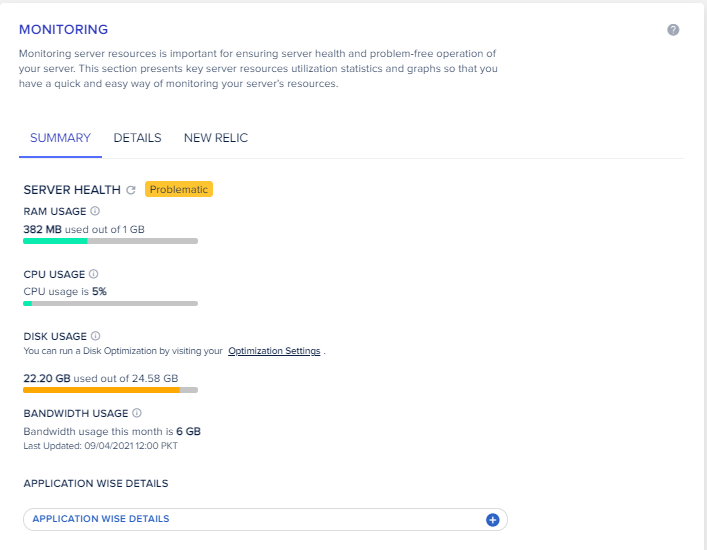 MONITORING
Monitoring server resources is important for ensuring server health and problem-free operation of
your server. This section presents key server resources utilization statistics and graphs so that you
have a quick and easy way of monitoring your server's resources.
SUMMARY DETAILS NEW RELIC
SERVER HEALTH Problematic
RAM USAGE
382 MB used out of 1 GB
CPU USAGE
CPU usage is 5%
DISK USAGE
You can run a Disk Optimization by visiting your Optimization Settings .
22.20 GB used out of 24.58 GB
BANDWIDTH USAGE
Bandwidth usage this month is 6 GB
Last Updated: 09/04/2021 12:00 PKT
APPLICATION WISE DETAILS
APPLICATION WISE DETAILS